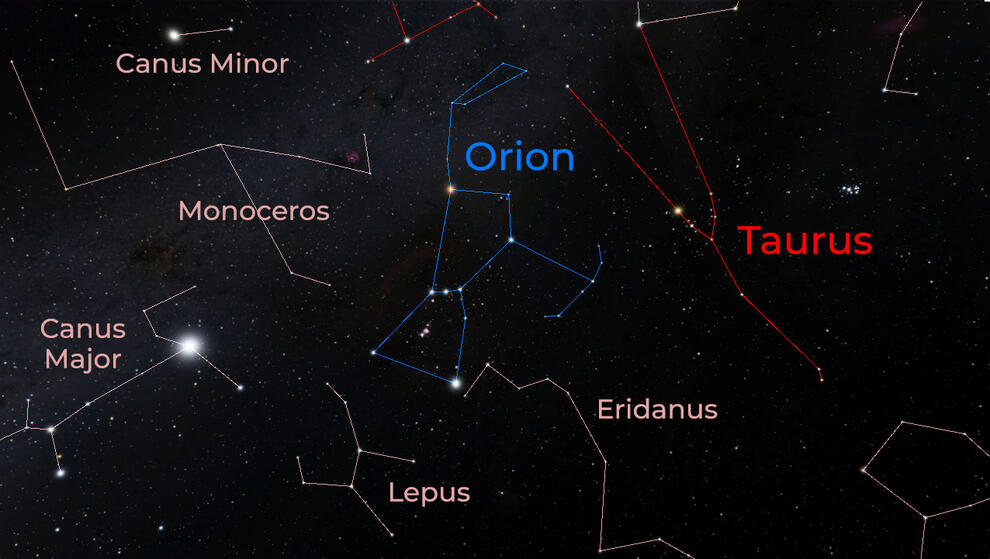 Canus Minor
Orion
Monoceros
Taurus
Canus
Major
Eridanus
Lepus